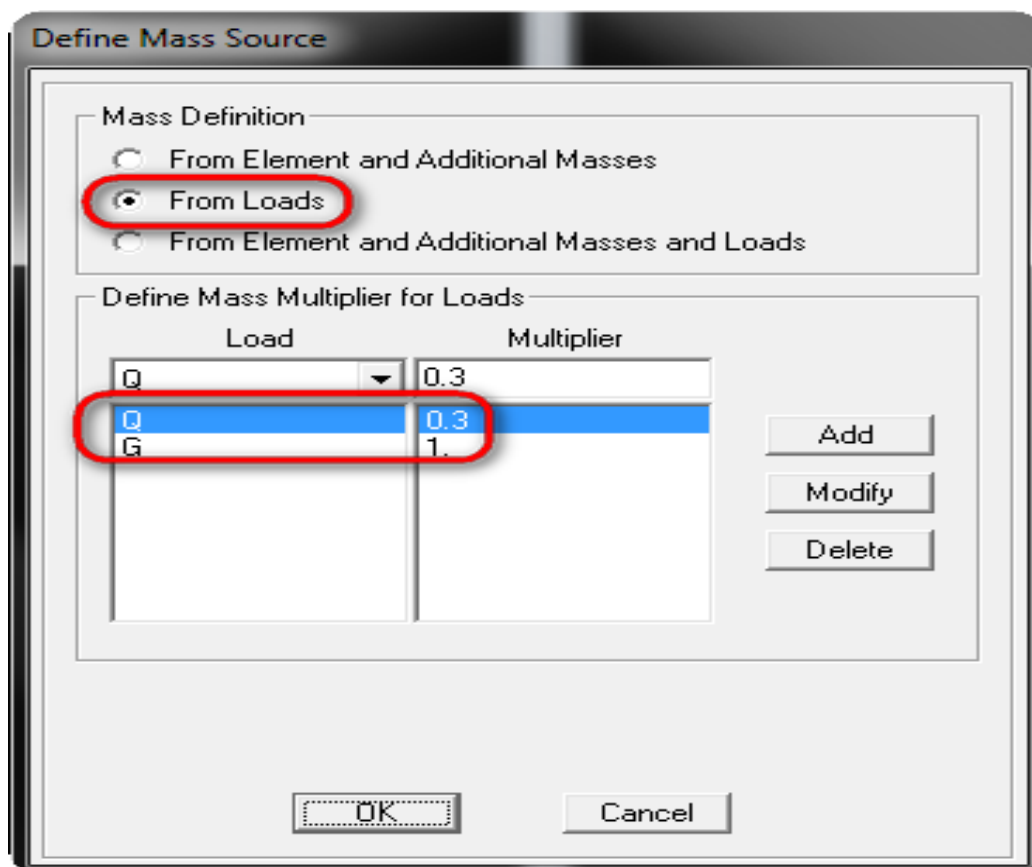 Define Mass Source
Mass Definition
From Element and Additional Masses
From Loads
From Element and Additional Masses and Loads
Define Mass Multiplier for Loads
Load Multiplier
Q 0.3
Q 0.3
G 1.
Add
Modify
Delete
OK Cancel